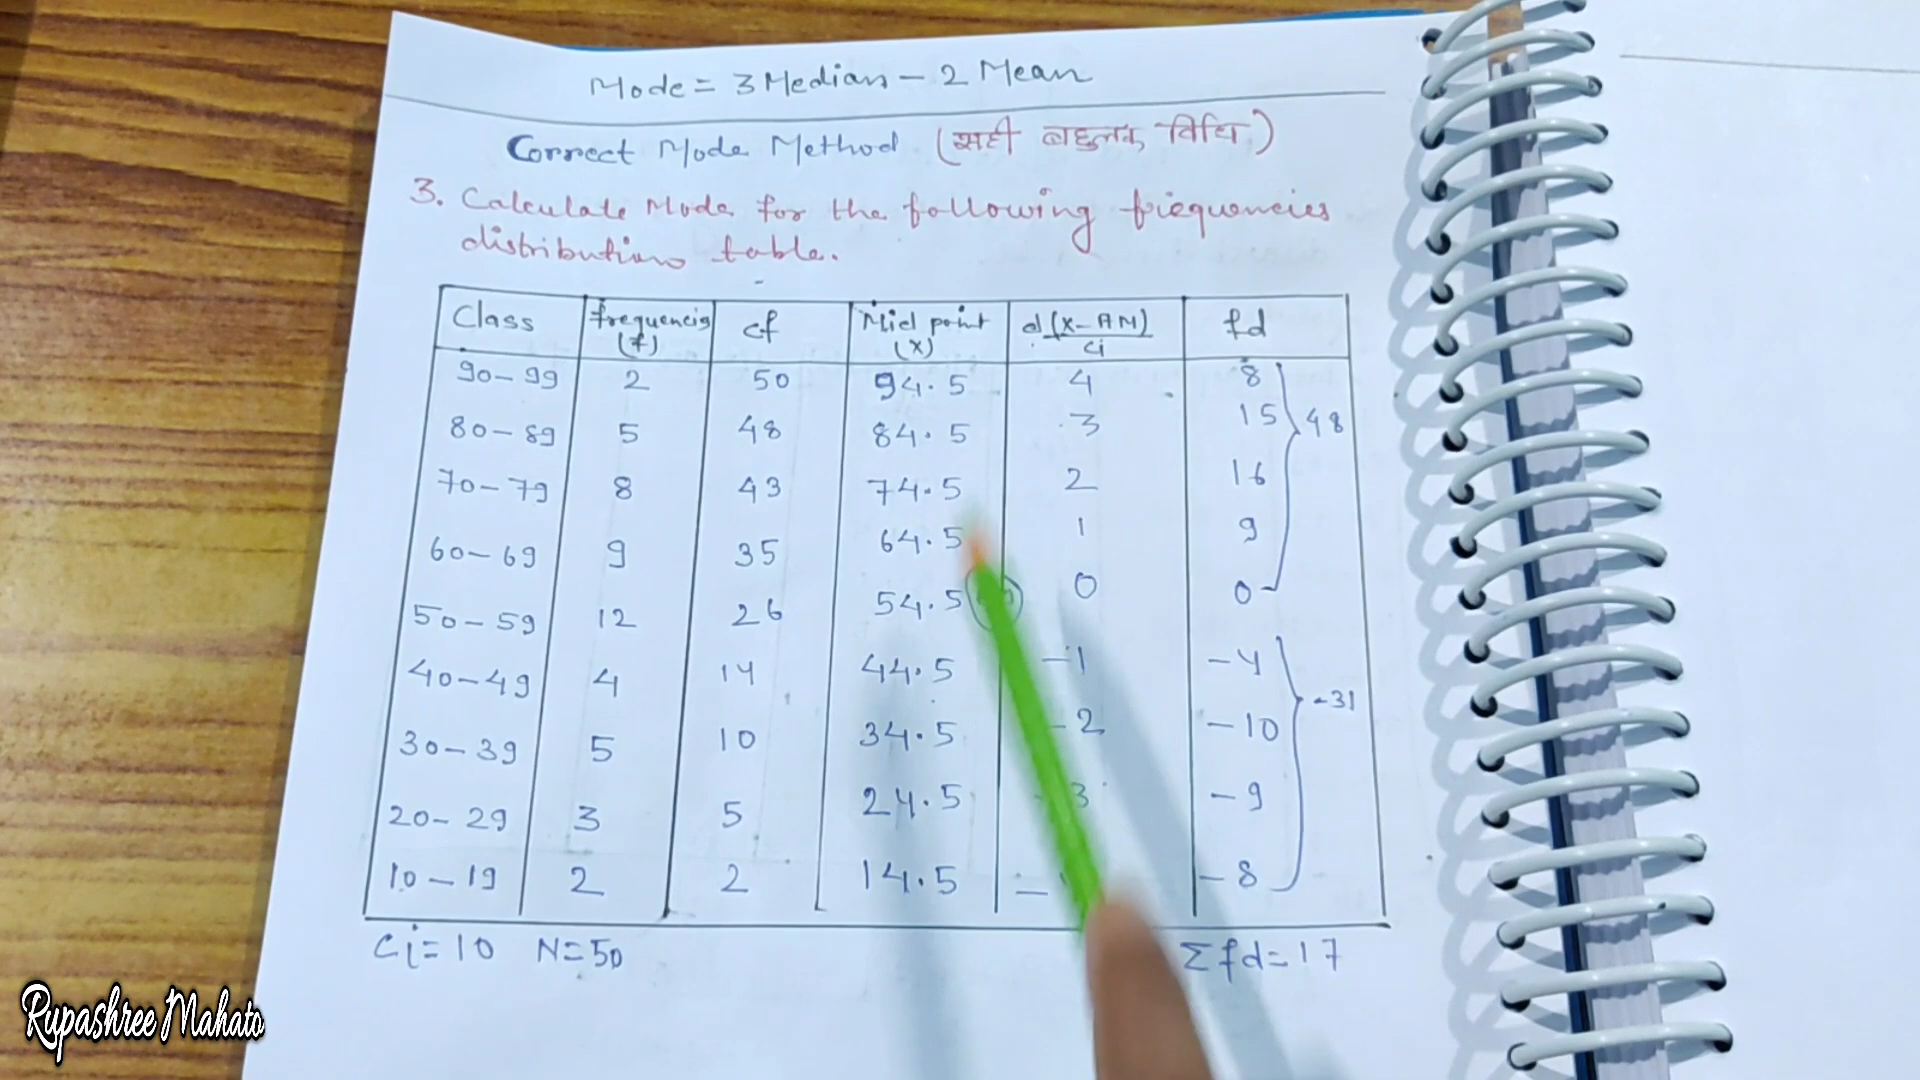 Mode = 3 Median - 2 Mean
Correct Mode Method (सही बहुलक विधि)
3. Calculate Mode for the following frequencies
distribution table.
Class frequencies (f) cf Mid point (x) d (x-AM)/ci fd
90-99 2 50 94.5 4 8
80-89 5 48 84.5 3 15 48
70-79 8 43 74.5 2 16
60-69 9 35 64.5 1 9
50-59 12 26 54.5 0 0
40-49 4 14 44.5 -1 -4
30-39 5 10 34.5 -2 -10 -31
20-29 3 5 24.5 -3 -9
10-19 2 2 14.5 - -8
Ci=10 N=50 Σfd=17
Rupashree Mahato